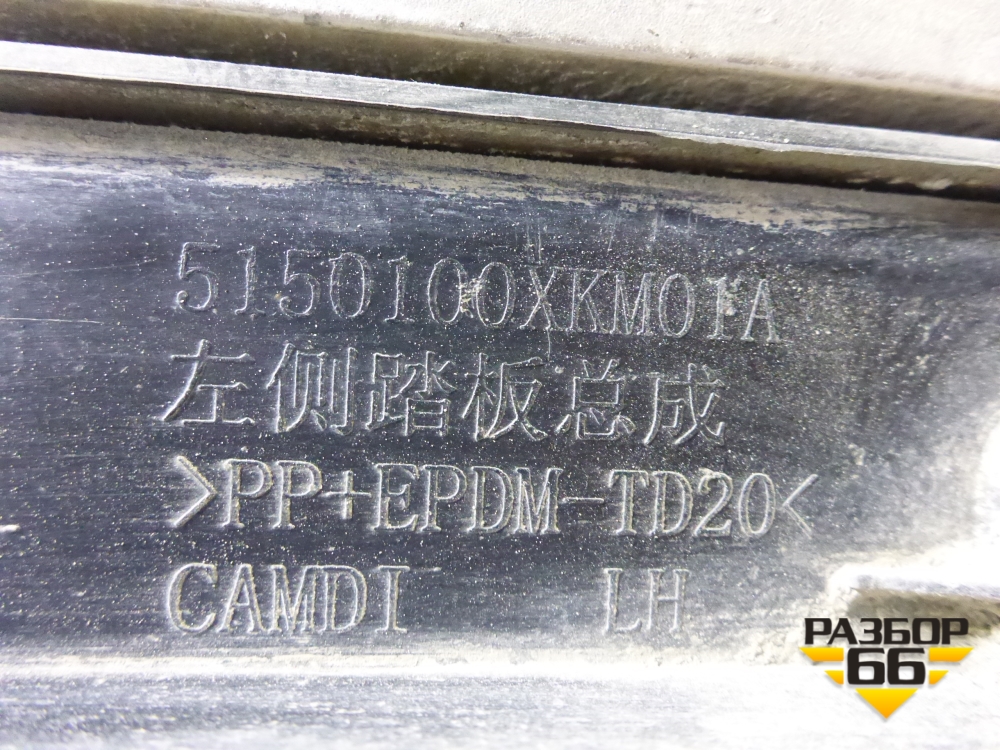 5150100XKM01A
左侧踏板总成
>PP+EPDM-TD20<
CAMDI LH
РАЗБОР
66